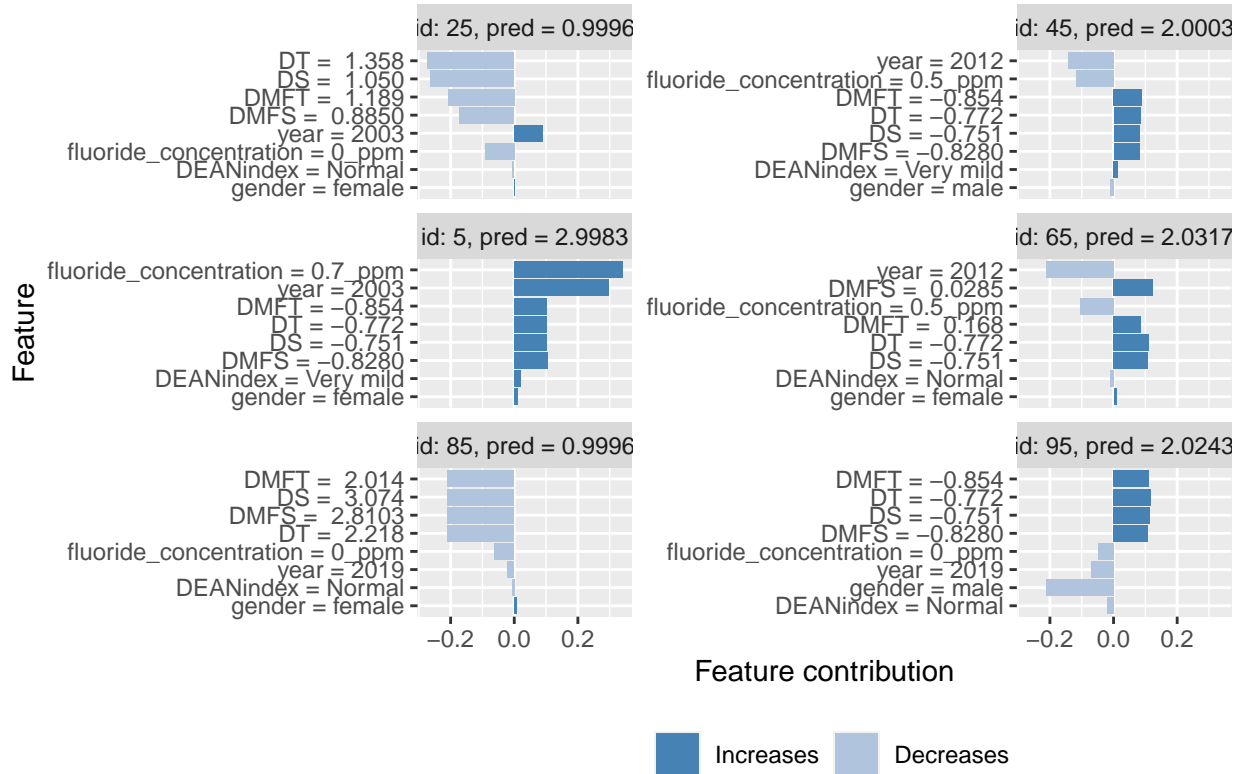 id: 25, pred = 0.9996
DT = 1.358
DS = 1.050
DMFT = 1.189
DMFS = 0.8850
year = 2003
fluoride_concentration = 0_ppm
DEANindex = Normal
gender = female
id: 45, pred = 2.0003
year = 2012
fluoride_concentration = 0.5_ppm
DMFT = −0.854
DT = −0.772
DS = −0.751
DMFS = −0.8280
DEANindex = Very mild
gender = male
id: 5, pred = 2.9983
fluoride_concentration = 0.7_ppm
year = 2003
DMFT = −0.854
DT = −0.772
DS = −0.751
DMFS = −0.8280
DEANindex = Very mild
gender = female
id: 65, pred = 2.0317
year = 2012
DMFS = 0.0285
fluoride_concentration = 0.5_ppm
DMFT = 0.168
DT = −0.772
DS = −0.751
DEANindex = Normal
gender = female
id: 85, pred = 0.9996
DMFT = 2.014
DS = 3.074
DMFS = 2.8103
DT = 2.218
fluoride_concentration = 0_ppm
year = 2019
DEANindex = Normal
gender = female
−0.2 0.0 0.2
id: 95, pred = 2.0243
DMFT = −0.854
DT = −0.772
DS = −0.751
DMFS = −0.8280
fluoride_concentration = 0_ppm
year = 2019
gender = male
DEANindex = Normal
−0.2 0.0 0.2
Feature
Feature contribution
Increases Decreases